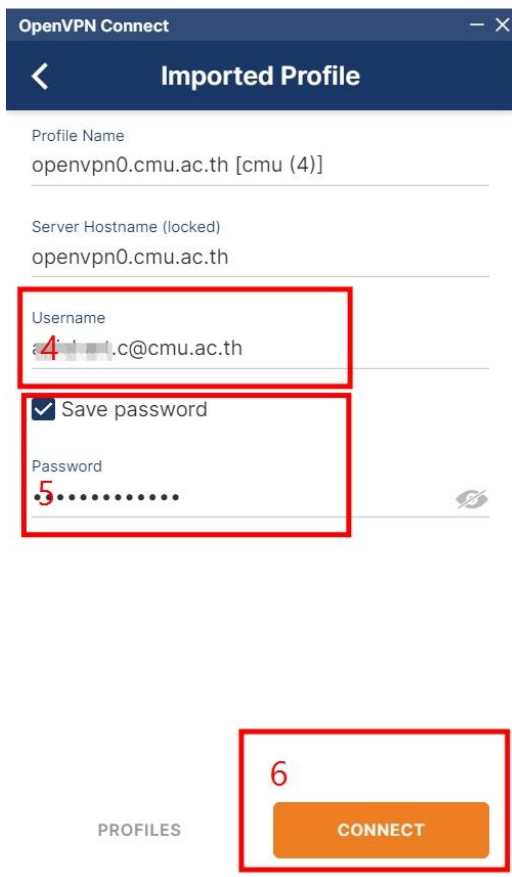 OpenVPN Connect
Imported Profile
Profile Name
openvpn0.cmu.ac.th [cmu (4)]
Server Hostname (locked)
openvpn0.cmu.ac.th
Username
4
.c@cmu.ac.th
Save password
Password
5
•••••••••••••
6
PROFILES
CONNECT